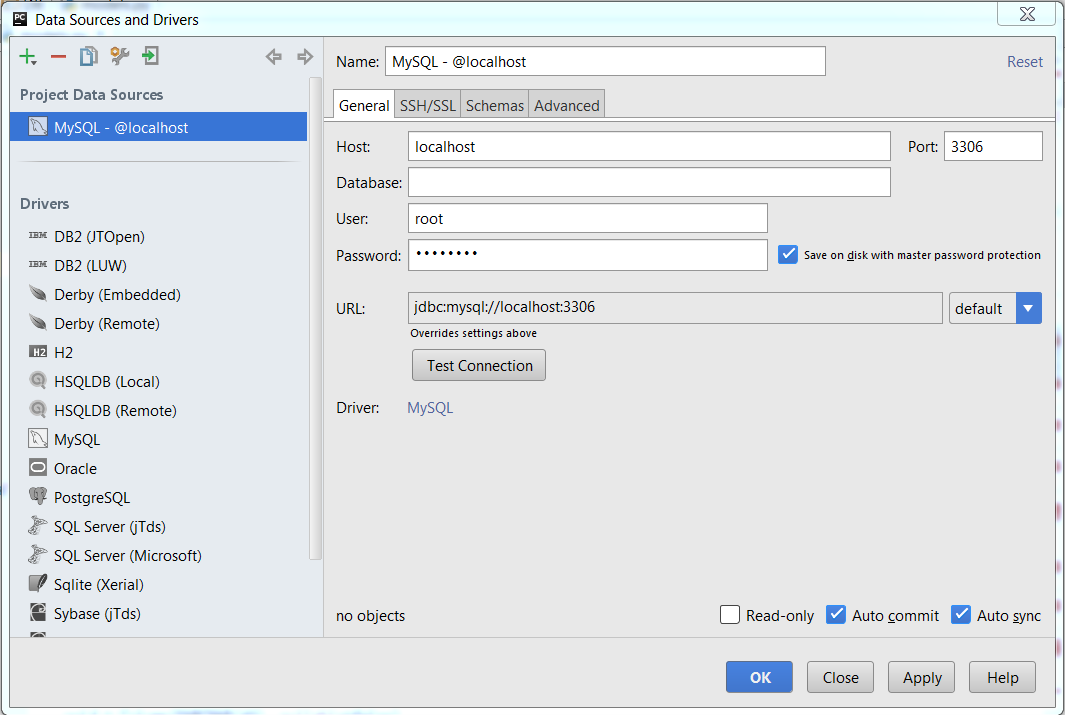 PC Data Sources and Drivers
Name: MySQL - @localhost Reset
Project Data Sources
MySQL - @localhost
Drivers
IBM DB2 (JTOpen)
IBM DB2 (LUW)
Derby (Embedded)
Derby (Remote)
H2 H2
HSQLDB (Local)
HSQLDB (Remote)
MySQL
Oracle
PostgreSQL
SQL Server (jTds)
SQL Server (Microsoft)
Sqlite (Xerial)
Sybase (jTds)
General SSH/SSL Schemas Advanced
Host: localhost Port: 3306
Database:
User: root
Password: •••••••• Save on disk with master password protection
URL: jdbc:mysql://localhost:3306 default
Overrides settings above
Test Connection
Driver: MySQL
no objects Read-only Auto commit Auto sync
OK Close Apply Help